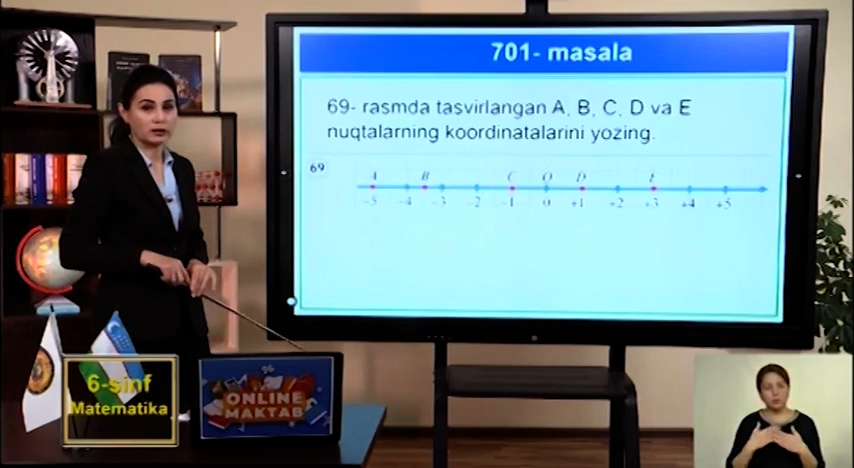 701- masala
69- rasmda tasvirlangan A, B, C, D va E
nuqtalarning koordinatalarini yozing.
69
A B C O D E
-5 -4 -3 -2 -1 0 +1 +2 +3 +4 +5
6-sinf
Matematika
ONLINE
MAKTAB